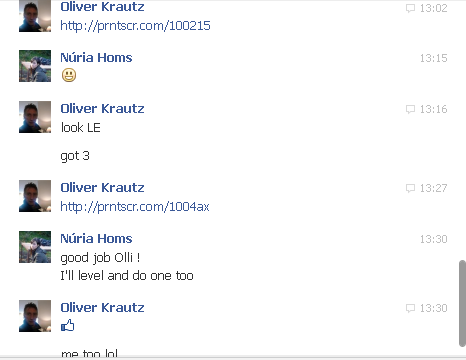 Oliver Krautz 13:02
http://prntscr.com/100215
Núria Homs 13:15
Oliver Krautz 13:16
look LE
got 3
Oliver Krautz 13:27
http://prntscr.com/1004ax
Núria Homs 13:30
good job Olli !
I'll level and do one too
Oliver Krautz 13:30
me too lol